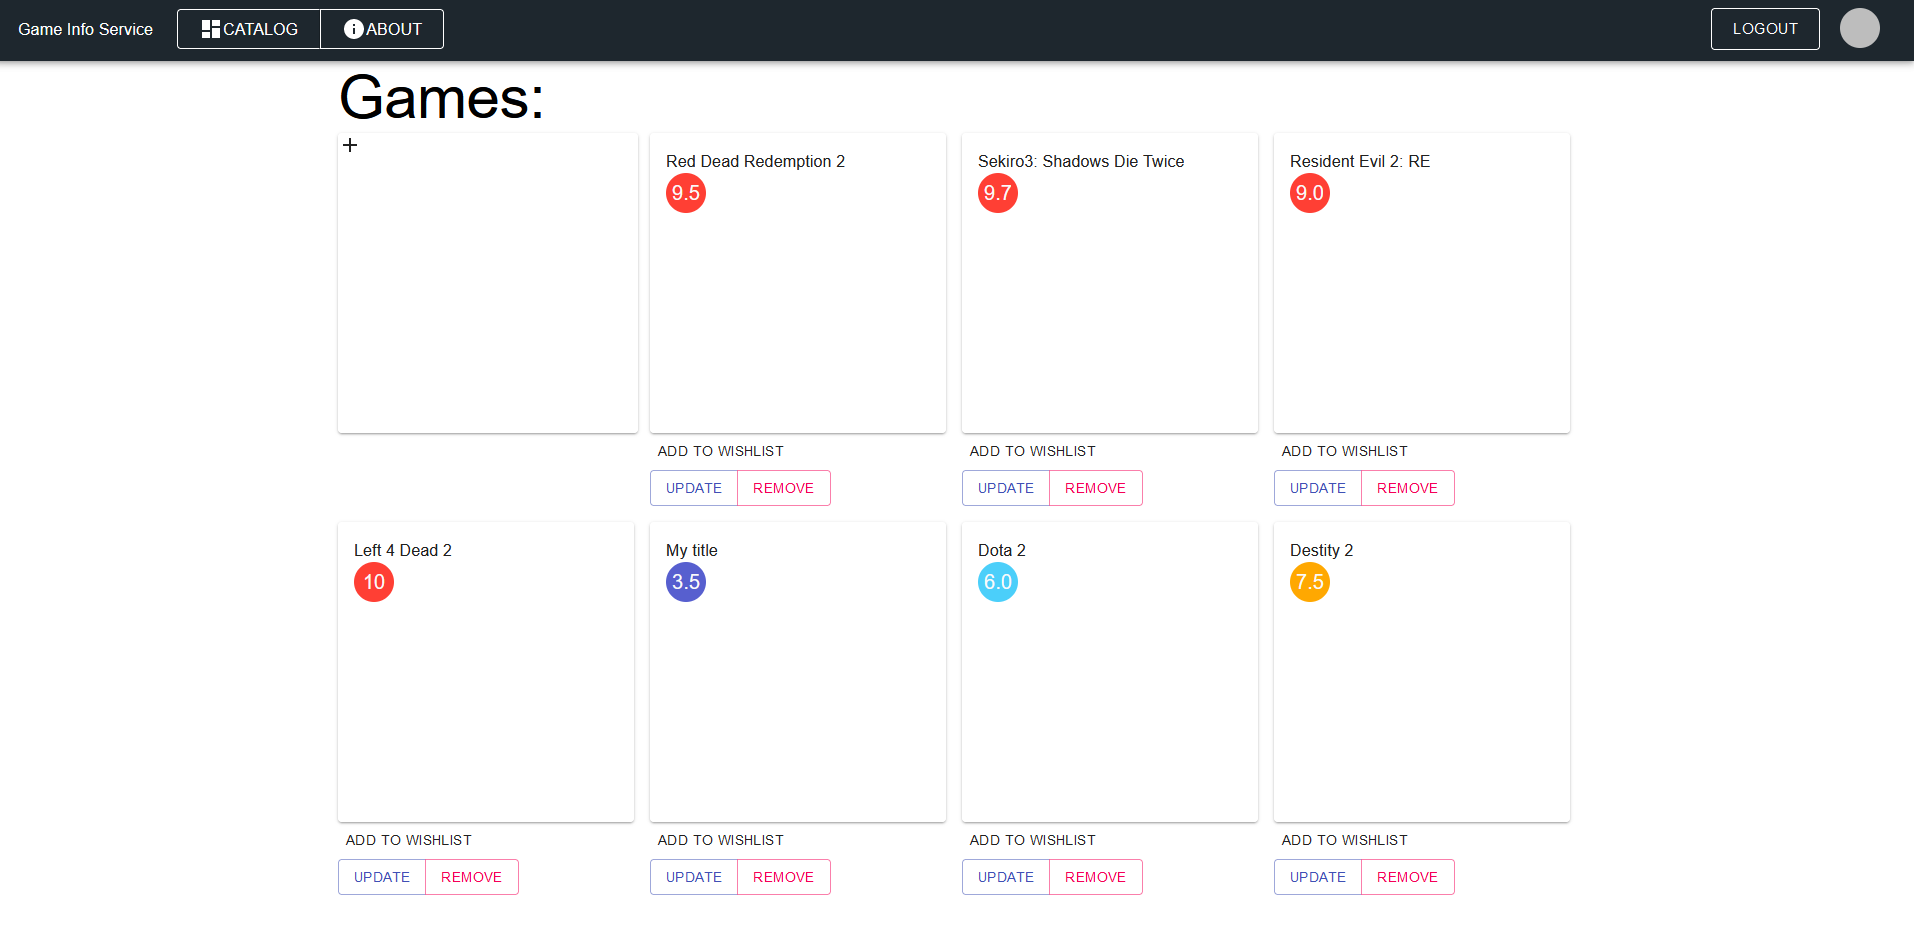 Game Info Service CATALOG ABOUT LOGOUT
Games:
+
Red Dead Redemption 2
9.5
ADD TO WISHLIST
UPDATE REMOVE
Sekiro3: Shadows Die Twice
9.7
ADD TO WISHLIST
UPDATE REMOVE
Resident Evil 2: RE
9.0
ADD TO WISHLIST
UPDATE REMOVE
Left 4 Dead 2
10
ADD TO WISHLIST
UPDATE REMOVE
My title
3.5
ADD TO WISHLIST
UPDATE REMOVE
Dota 2
6.0
ADD TO WISHLIST
UPDATE REMOVE
Destity 2
7.5
ADD TO WISHLIST
UPDATE REMOVE